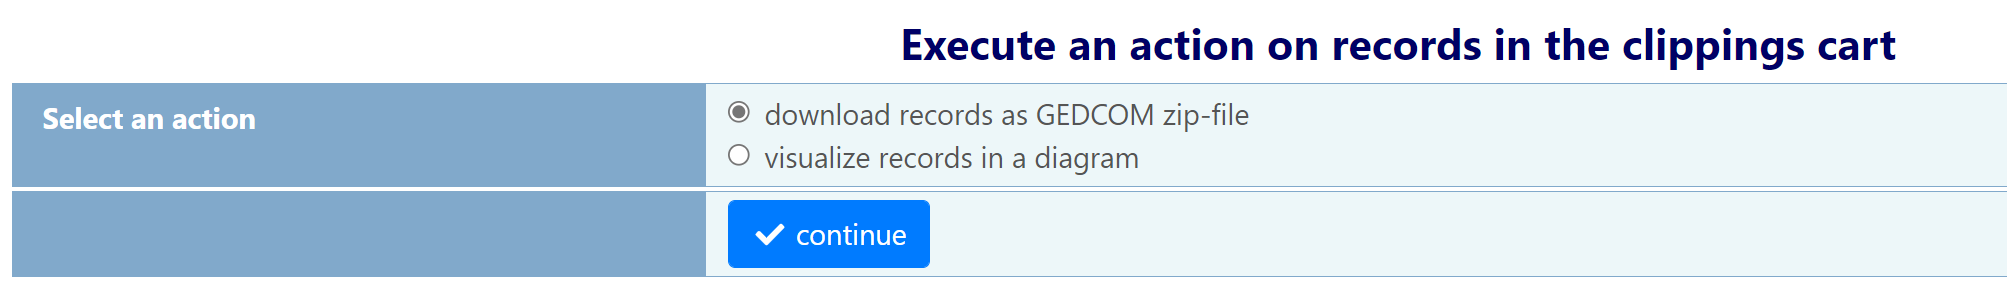 Execute an action on records in the clippings cart
Select an action
download records as GEDCOM zip-file
visualize records in a diagram
continue